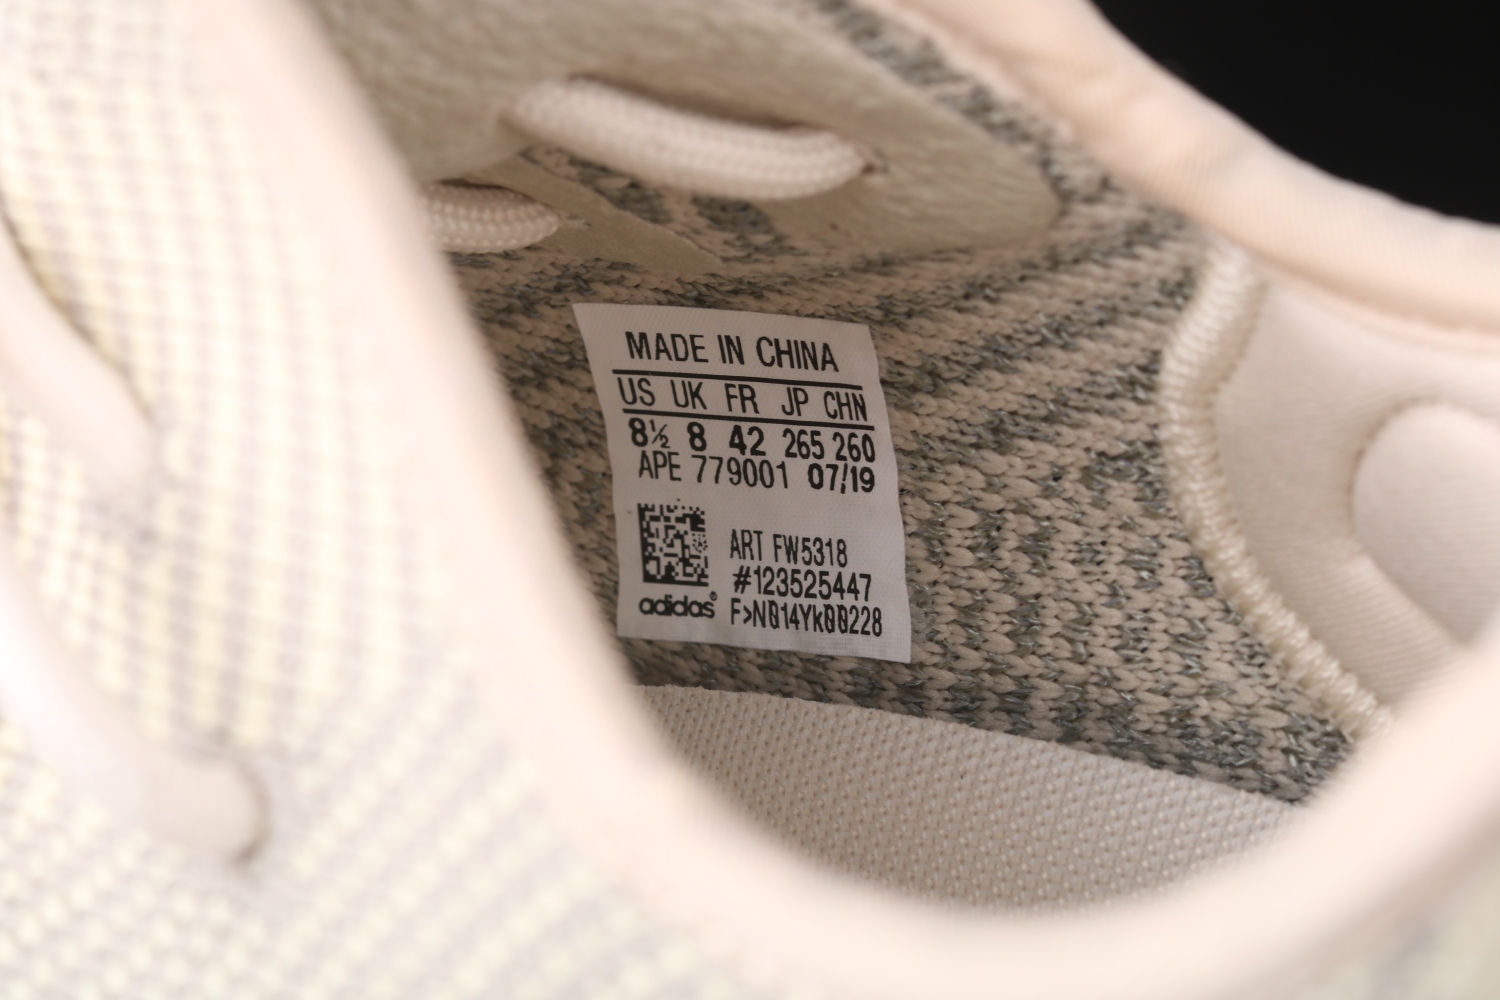 MADE IN CHINA
US UK FR JP CHN
8½ 8 42 265 260
APE 779001 07/19
ART FW5318
#123525447
F>N014Yk00228
adidas®